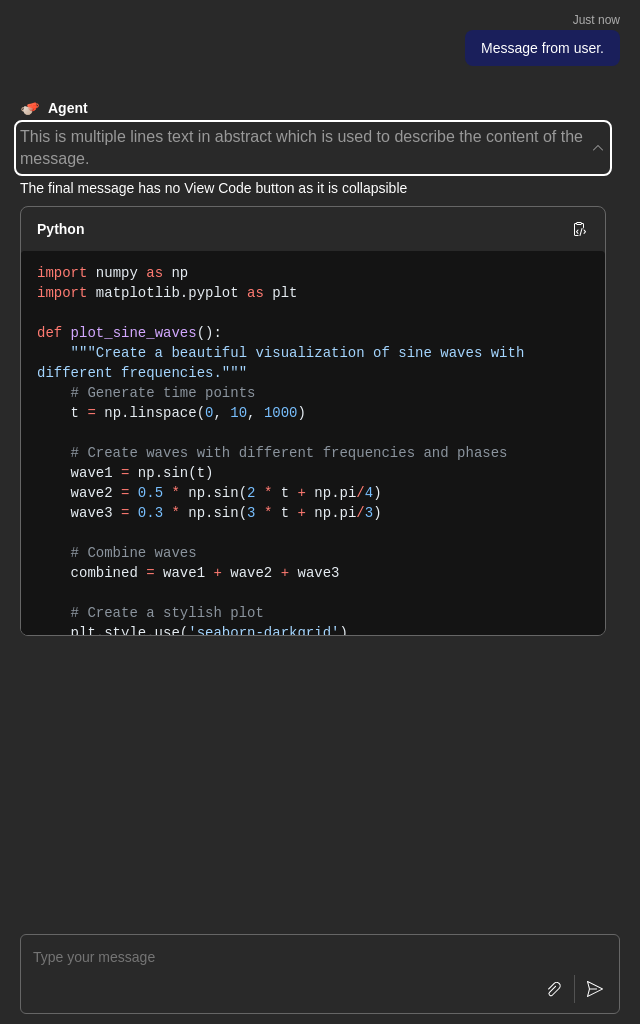 Just now
Message from user.
Agent
This is multiple lines text in abstract which is used to describe the content of the
message.
The final message has no View Code button as it is collapsible
Python
import numpy as np
import matplotlib.pyplot as plt
def plot_sine_waves():
"""Create a beautiful visualization of sine waves with
different frequencies."""
# Generate time points
t = np.linspace(0, 10, 1000)
# Create waves with different frequencies and phases
wave1 = np.sin(t)
wave2 = 0.5 * np.sin(2 * t + np.pi/4)
wave3 = 0.3 * np.sin(3 * t + np.pi/3)
# Combine waves
combined = wave1 + wave2 + wave3
# Create a stylish plot
plt.style.use('seaborn-darkgrid')
Type your message